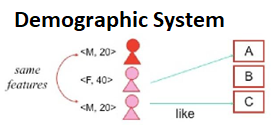 Demographic System
<M, 20>
A
same
features
<F, 40>
B
<M, 20>
C
like